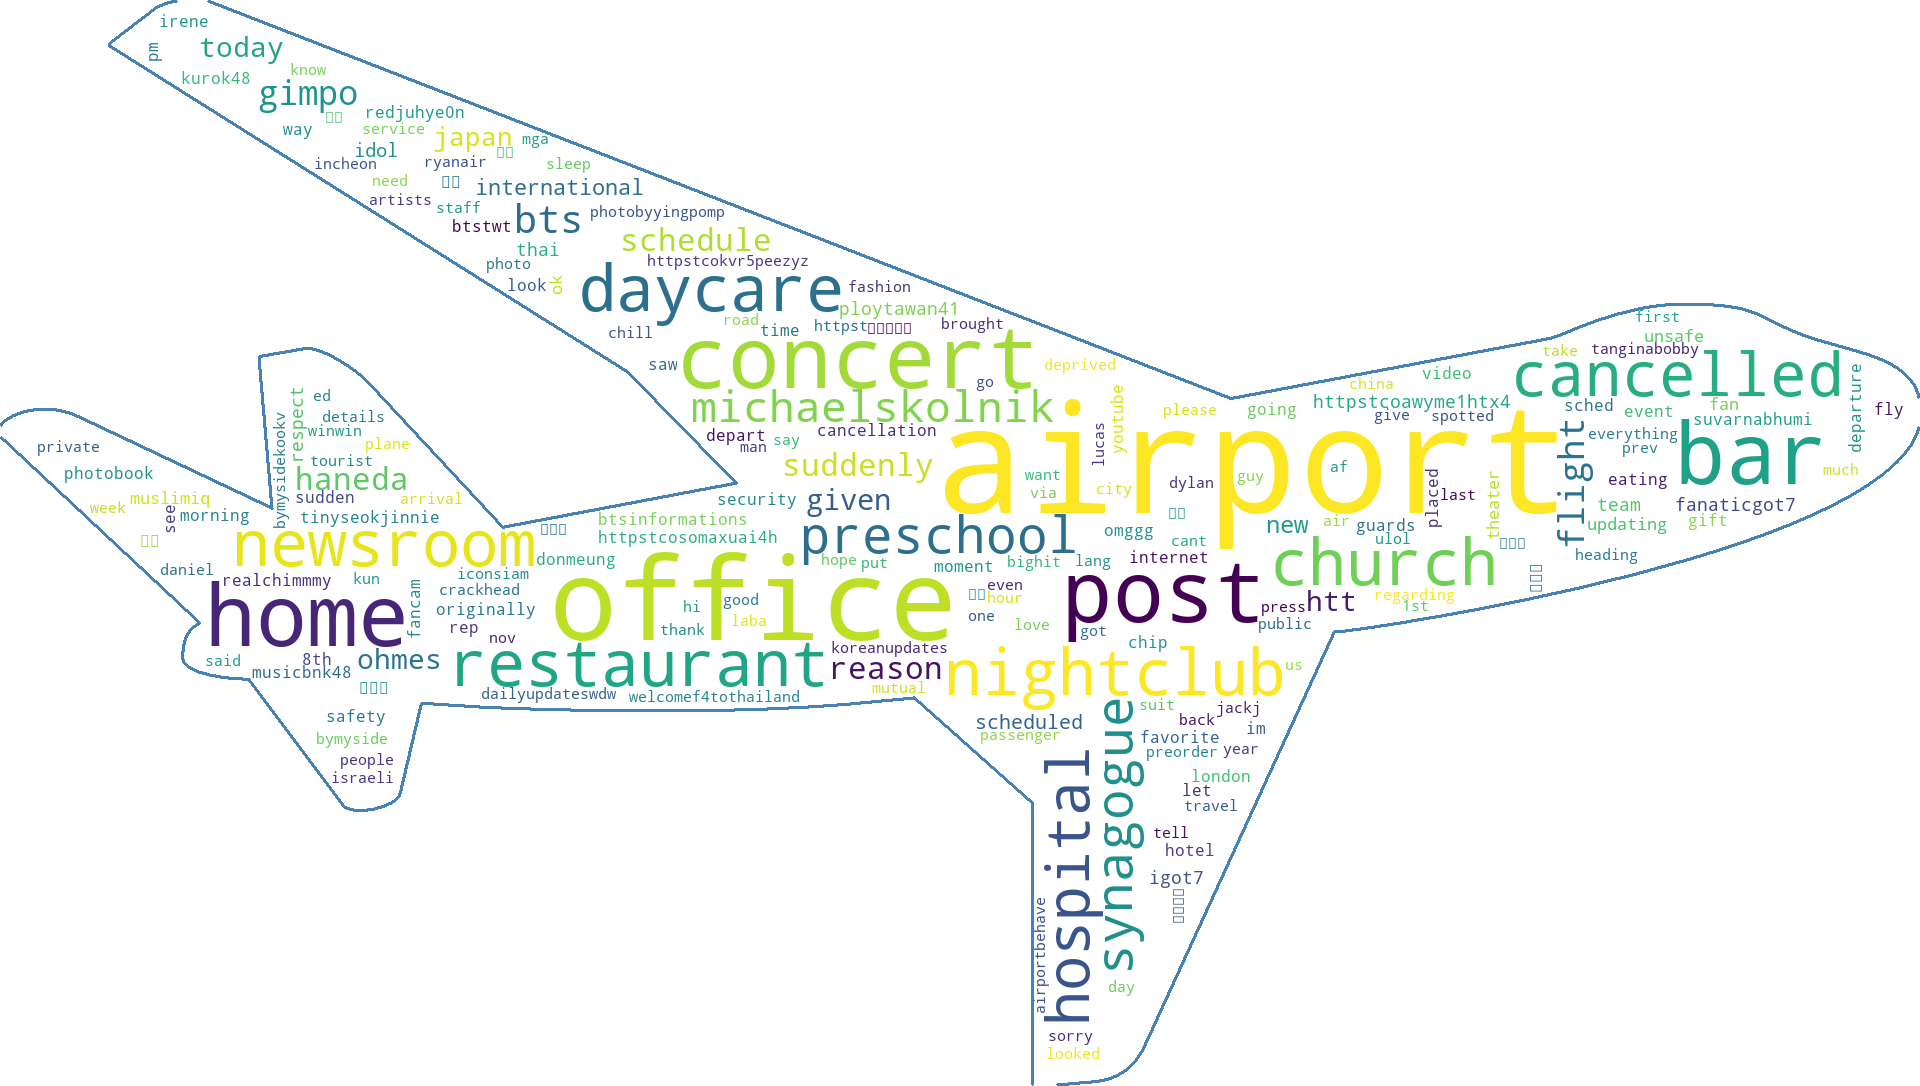 irene
pm
today
know
kurok48
gimpo
redjuhye0n
way
service
japan
mga
idol
incheon
ryanair
sleep
need
international
artists
staff
bts
photobyyingpomp
btstwt
schedule
thai
photo
httpstcokvr5peezyz
look
ok
daycare
fashion
ploytawan41
road
time
httpst
brought
chill
concert
saw
go
deprived
michaelskolnik
depart
man
say
cancellation
suddenly
airport
youtube
lucas
please
going
want
via
city
dylan
guy
af
first
unsafe
take
tanginabobby
cancelled
china
video
httpstcoawyme1htx4
give
spotted
sched
event
fan
suvarnabhumi
departure
fly
flight
everything
prev
bar
much
eating
team
updating
fanaticgot7
gift
heading
placed
last
theater
new
air
guards
ulol
church
ed
respect
details
winwin
plane
bymysidekookv
tourist
haneda
private
photobook
muslimiq
week
morning
see
sudden
arrival
tinyseokjinnie
newsroom
daniel
realchimmmy
kun
home
fancam
security
given
btsinformations
httpstcosomaxuai4h
preschool
donmeung
iconsiam
crackhead
originally
rep
nov
office
hope
put
moment
bighit
lang
omggg
cant
internet
hi
good
thank
laba
even
hour
one
love
post
got
press
htt
public
regarding
1st
chip
said
8th
musicbnk48
ohmes
restaurant
koreanupdates
reason
mutual
dailyupdateswdw
welcomef4tothailand
nightclub
us
safety
bymyside
people
israeli
scheduled
passenger
suit
back
jackj
favorite
im
preorder
year
hospital
synagogue
london
let
travel
tell
hotel
igot7
airportbehave
day
sorry
looked